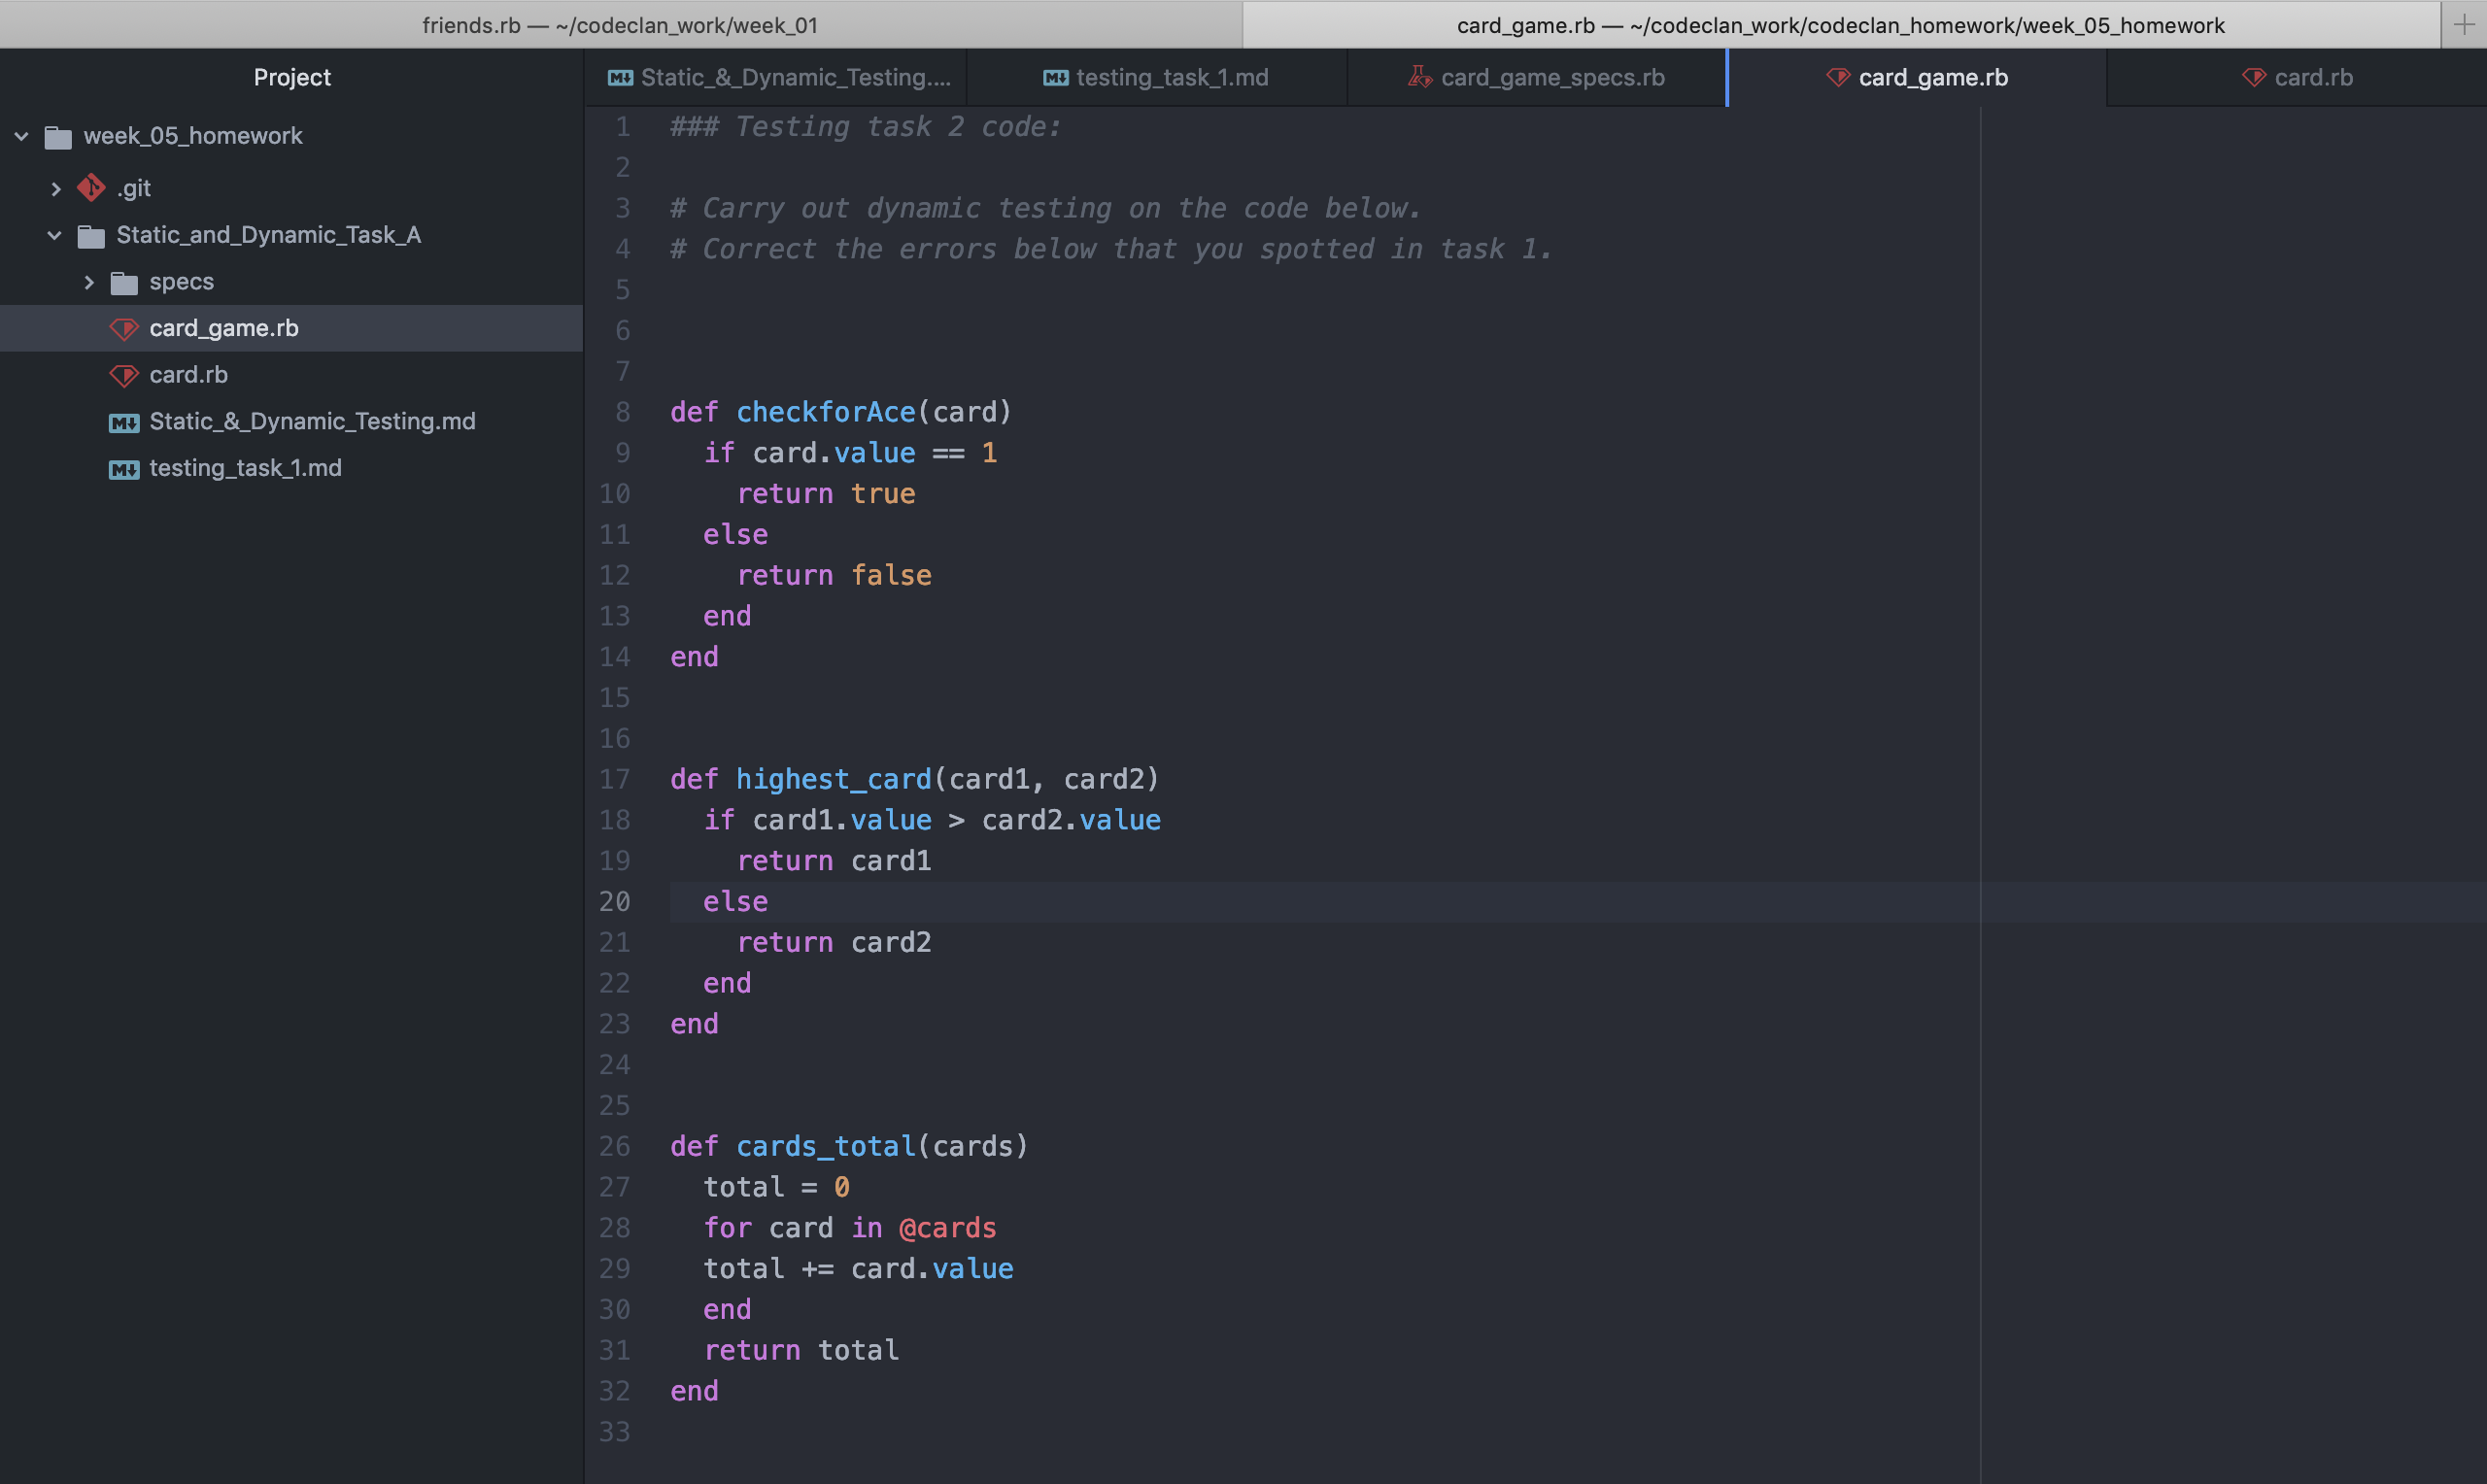 friends.rb — ~/codeclan_work/week_01
card_game.rb — ~/codeclan_work/codeclan_homework/week_05_homework
Project
week_05_homework
.git
Static_and_Dynamic_Task_A
specs
card_game.rb
card.rb
Static_&_Dynamic_Testing.md
testing_task_1.md
Static_&_Dynamic_Testing....
testing_task_1.md
card_game_specs.rb
card_game.rb
card.rb
1 ### Testing task 2 code:
2
3 # Carry out dynamic testing on the code below.
4 # Correct the errors below that you spotted in task 1.
5
6
7
8 def checkforAce(card)
9   if card.value == 1
10     return true
11   else
12     return false
13   end
14 end
15
16
17 def highest_card(card1, card2)
18   if card1.value > card2.value
19     return card1
20   else
21     return card2
22   end
23 end
24
25
26 def cards_total(cards)
27   total = 0
28   for card in @cards
29   total += card.value
30   end
31   return total
32 end
33